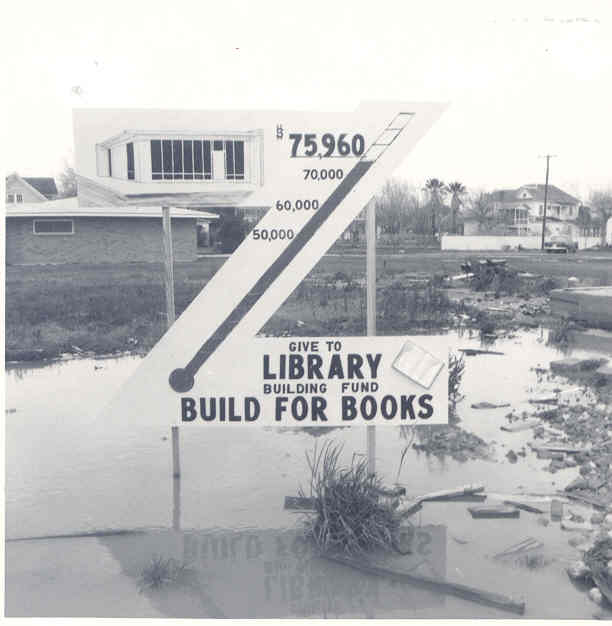 75,960
70,000
60,000
50,000
GIVE TO
LIBRARY
BUILDING FUND
BUILD FOR BOOKS